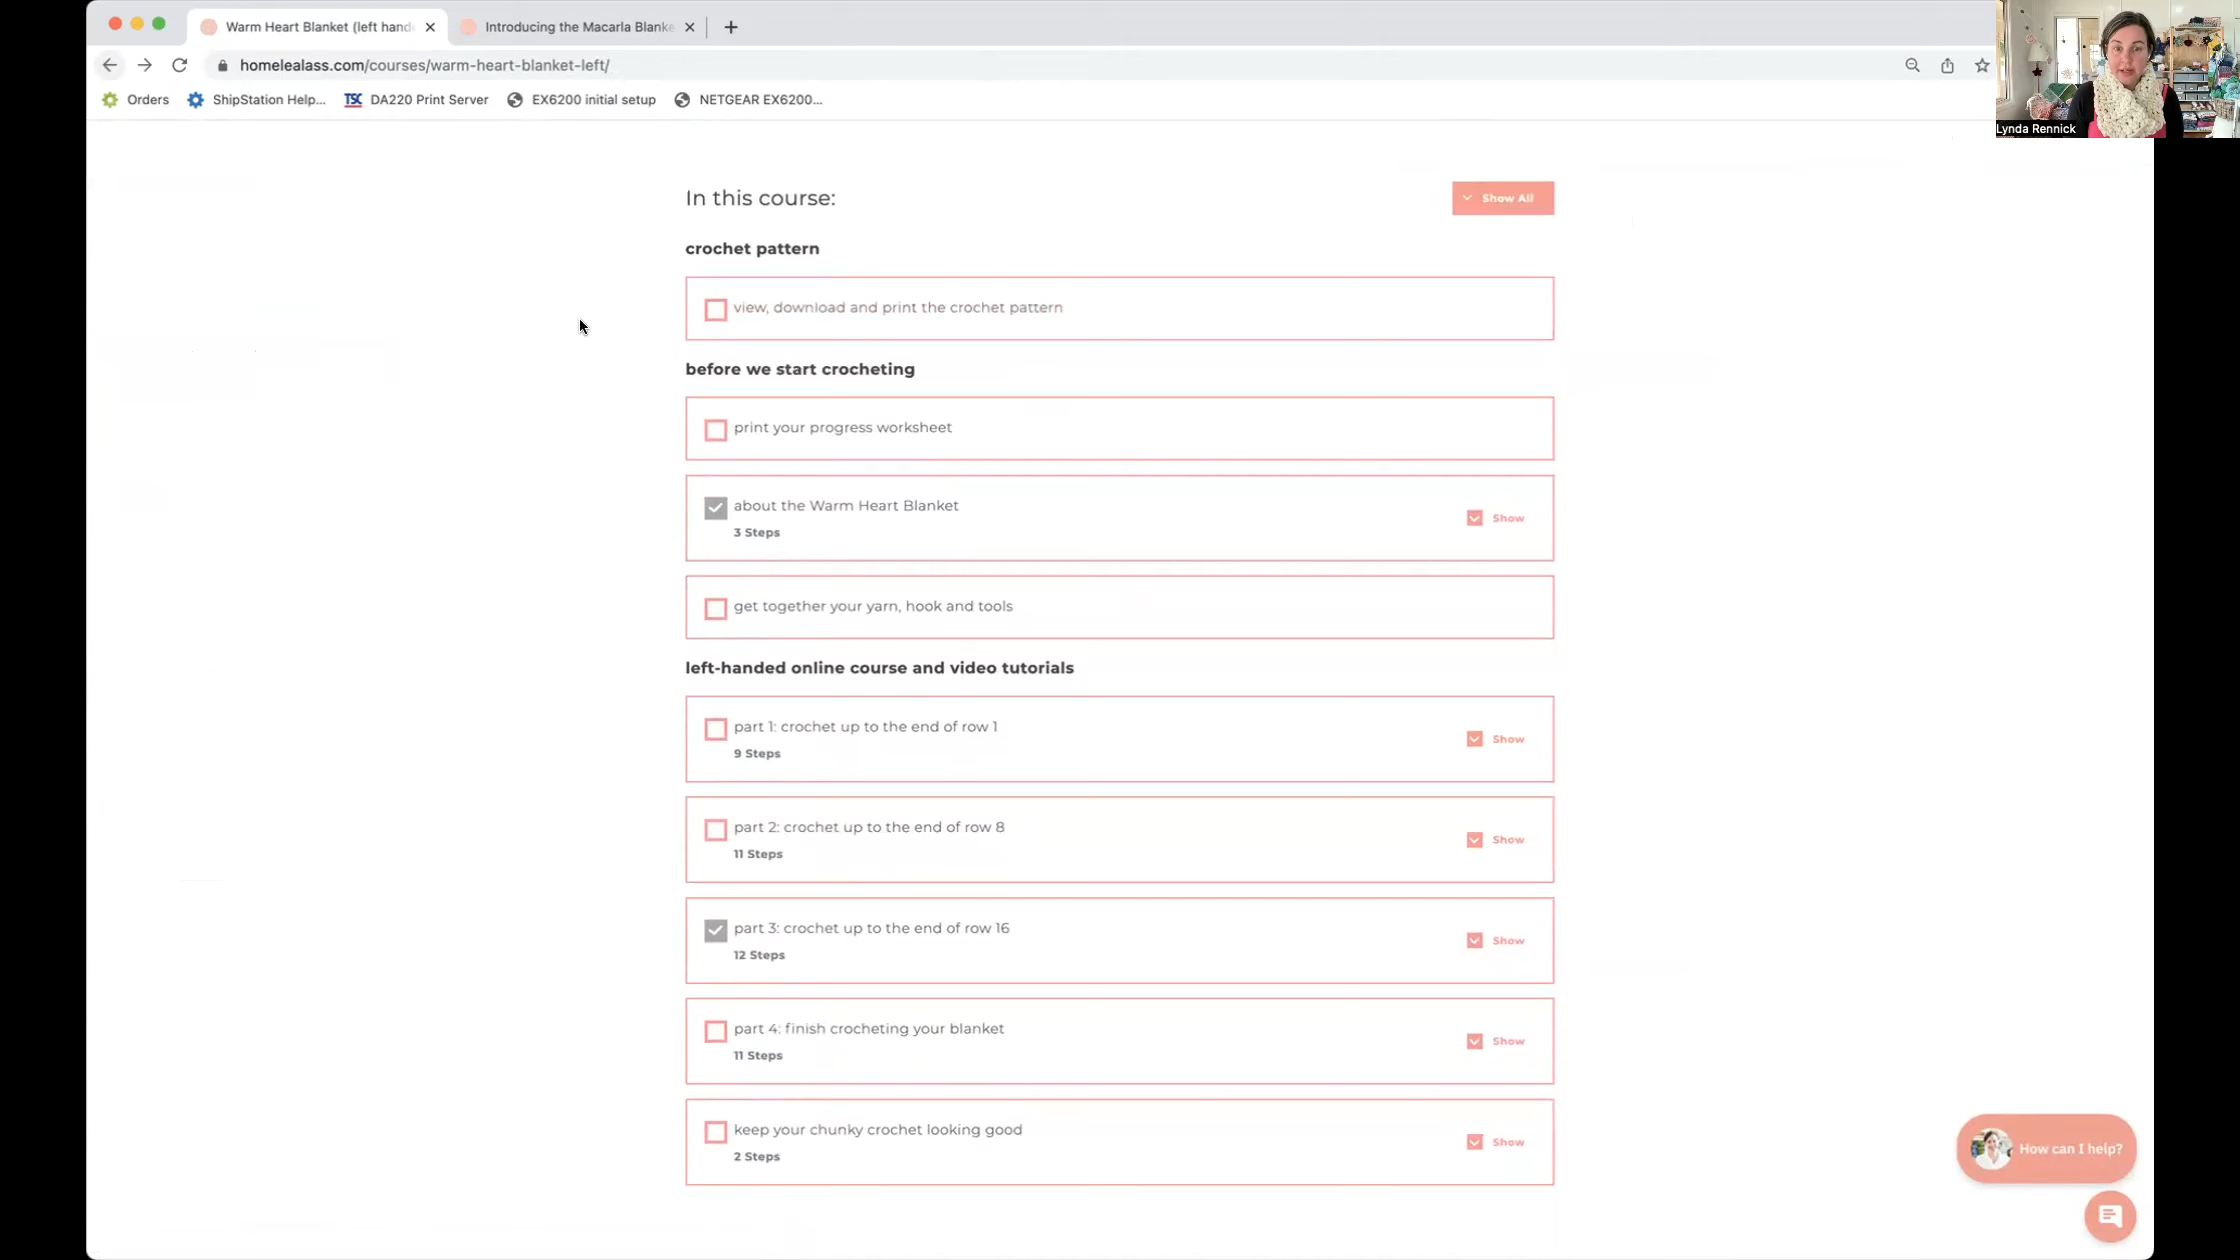 Warm Heart Blanket (left hand
Introducing the Macarla Blanke
homelealass.com/courses/warm-heart-blanket-left/
Orders
ShipStation Help...
TSC DA220 Print Server
EX6200 initial setup
NETGEAR EX6200...
Lynda Rennick
In this course:
Show All
crochet pattern
view, download and print the crochet pattern
before we start crocheting
print your progress worksheet
about the Warm Heart Blanket
3 Steps
Show
get together your yarn, hook and tools
left-handed online course and video tutorials
part 1: crochet up to the end of row 1
9 Steps
Show
part 2: crochet up to the end of row 8
11 Steps
Show
part 3: crochet up to the end of row 16
12 Steps
Show
part 4: finish crocheting your blanket
11 Steps
Show
keep your chunky crochet looking good
2 Steps
Show
How can I help?